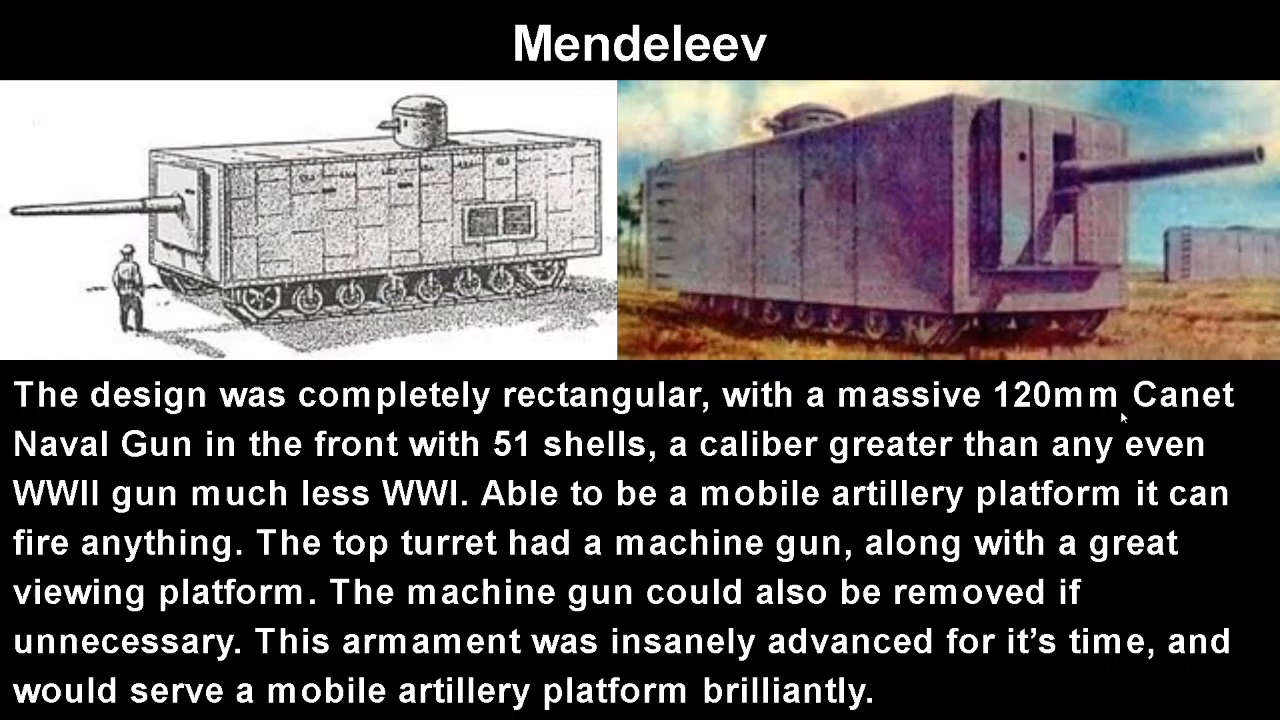 Mendeleev
The design was completely rectangular, with a massive 120mm Canet
Naval Gun in the front with 51 shells, a caliber greater than any even
WWII gun much less WWI. Able to be a mobile artillery platform it can
fire anything. The top turret had a machine gun, along with a great
viewing platform. The machine gun could also be removed if
unnecessary. This armament was insanely advanced for it’s time, and
would serve a mobile artillery platform brilliantly.